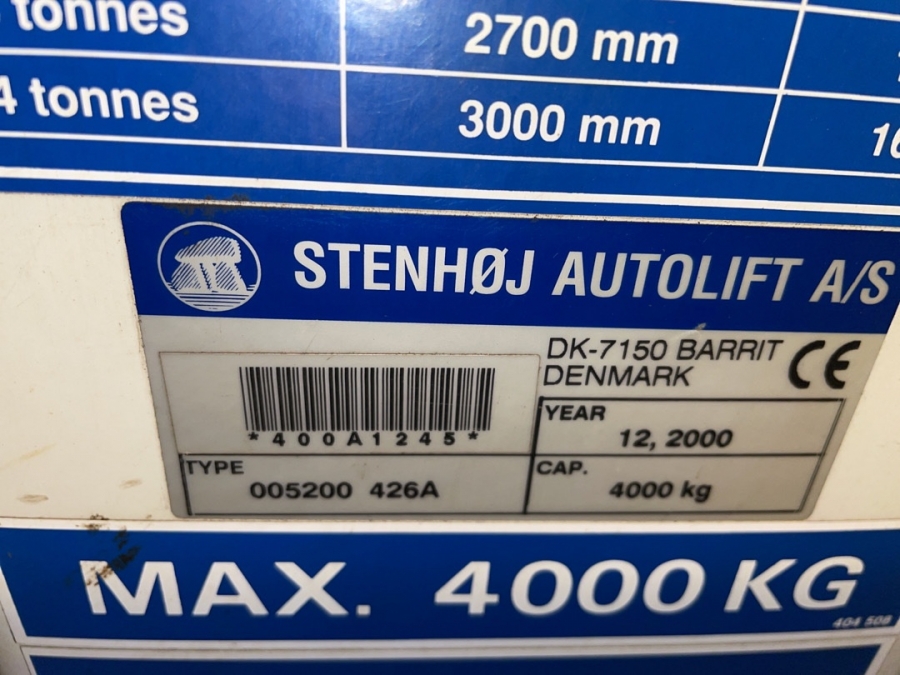 tonnes 2700 mm
4 tonnes 3000 mm
STENHØJ AUTOLIFT A/S
DK-7150 BARRIT
DENMARK
CE
*400A1245*
YEAR
12, 2000
TYPE
005200 426A
CAP.
4000 kg
MAX. 4000 KG
404 508